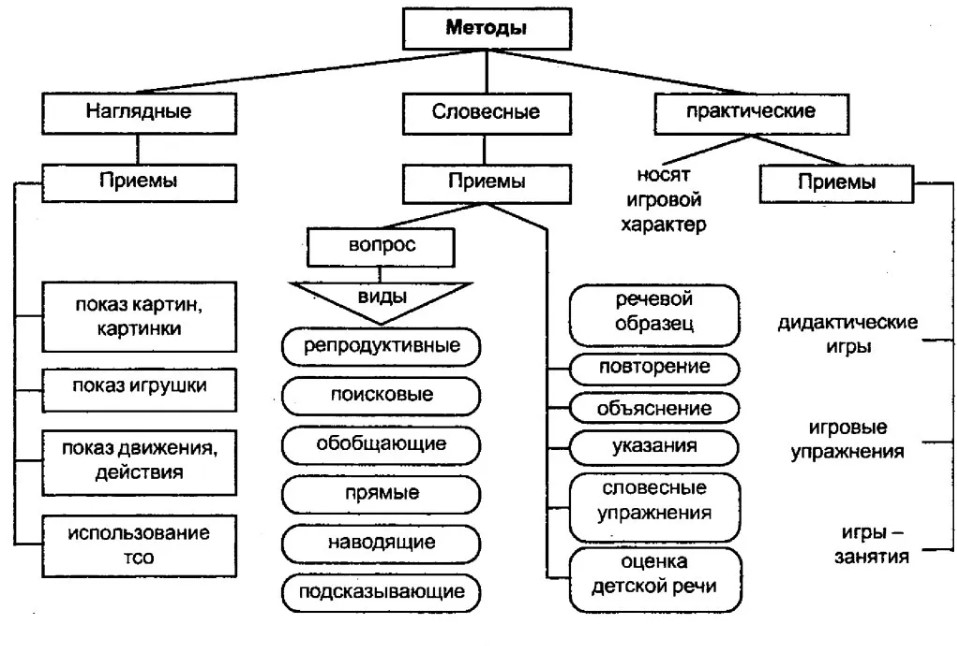 Методы
Наглядные
Словесные
практические
Приемы
Приемы
носят
игровой
характер
Приемы
показ картин,
картинки
показ игрушки
показ движения,
действия
использование
тсо
вопрос
виды
репродуктивные
поисковые
обобщающие
прямые
наводящие
подсказывающие
речевой
образец
повторение
объяснение
указания
словесные
упражнения
оценка
детской речи
дидактические
игры
игровые
упражнения
игры –
занятия